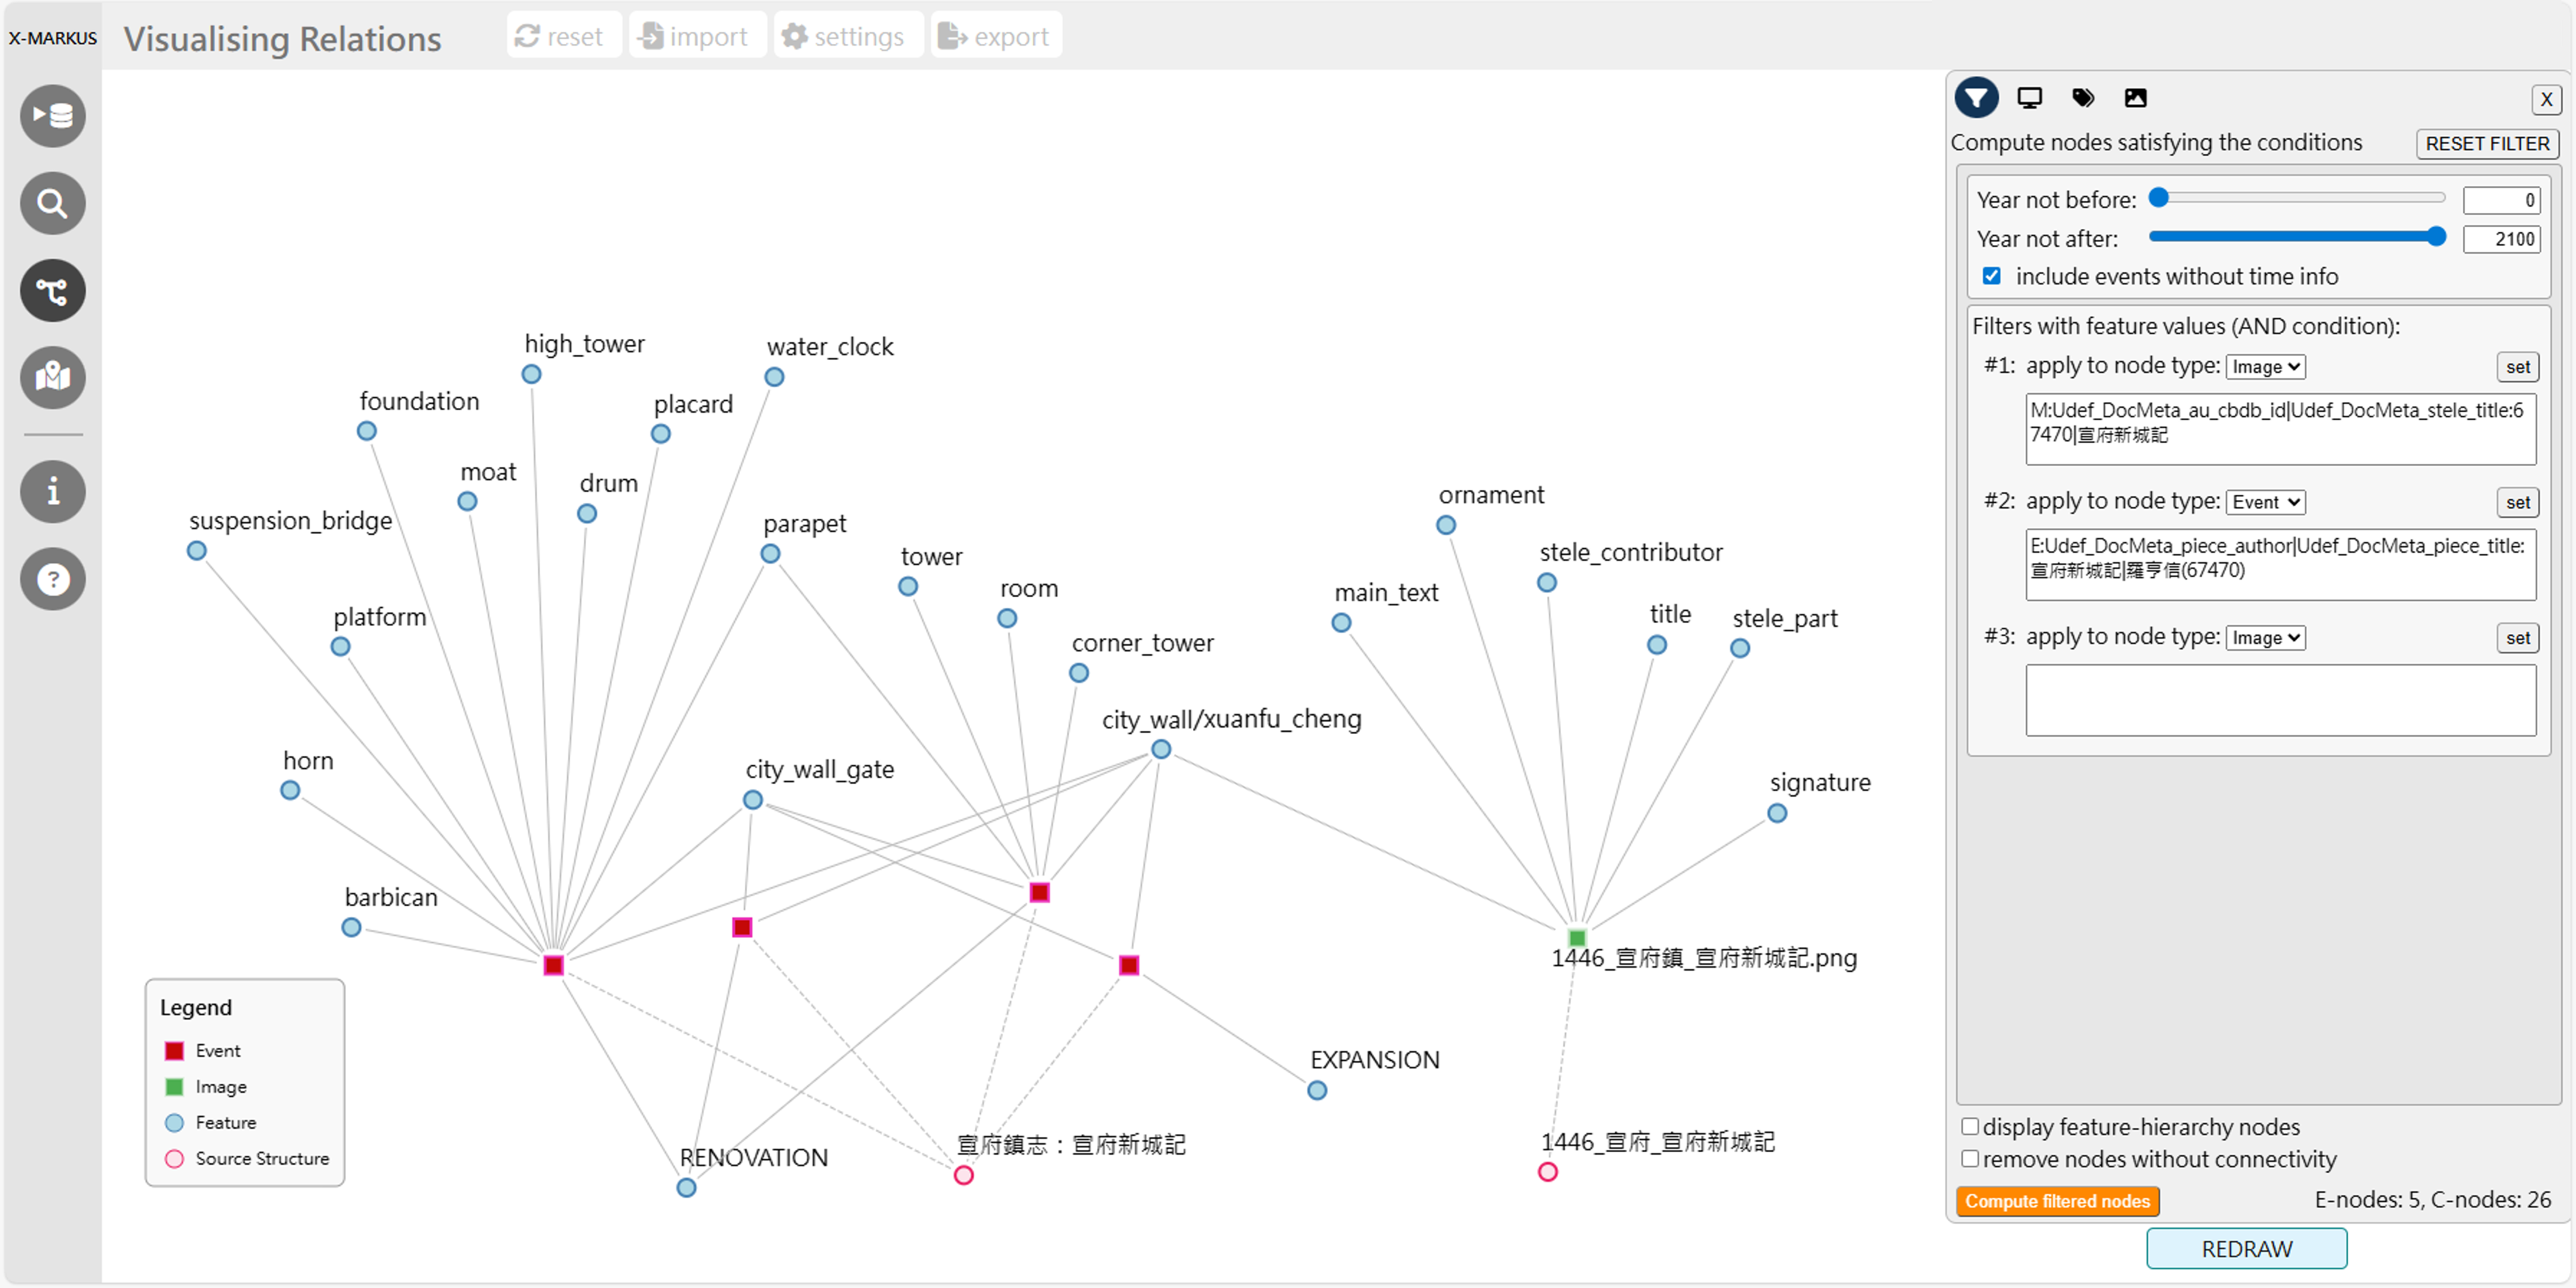 X-MARKUS
Visualising Relations
reset
import
settings
export
X
Compute nodes satisfying the conditions
RESET FILTER
Year not before:
0
Year not after:
2100
include events without time info
Filters with feature values (AND condition):
#1: apply to node type: Image
set
M:Udef_DocMeta_au_cbdb_id|Udef_DocMeta_stele_title:6
7470|宣府新城記
#2: apply to node type: Event
set
E:Udef_DocMeta_piece_author|Udef_DocMeta_piece_title:
宣府新城記|羅亨信(67470)
#3: apply to node type: Image
set
display feature-hierarchy nodes
remove nodes without connectivity
Compute filtered nodes
E-nodes: 5, C-nodes: 26
REDRAW
high_tower
water_clock
foundation
placard
moat
drum
suspension_bridge
parapet
tower
room
platform
corner_tower
horn
city_wall_gate
city_wall/xuanfu_cheng
barbican
ornament
stele_contributor
main_text
title
stele_part
signature
1446_宣府鎮_宣府新城記.png
EXPANSION
RENOVATION
宣府鎮志：宣府新城記
1446_宣府_宣府新城記
Legend
Event
Image
Feature
Source Structure